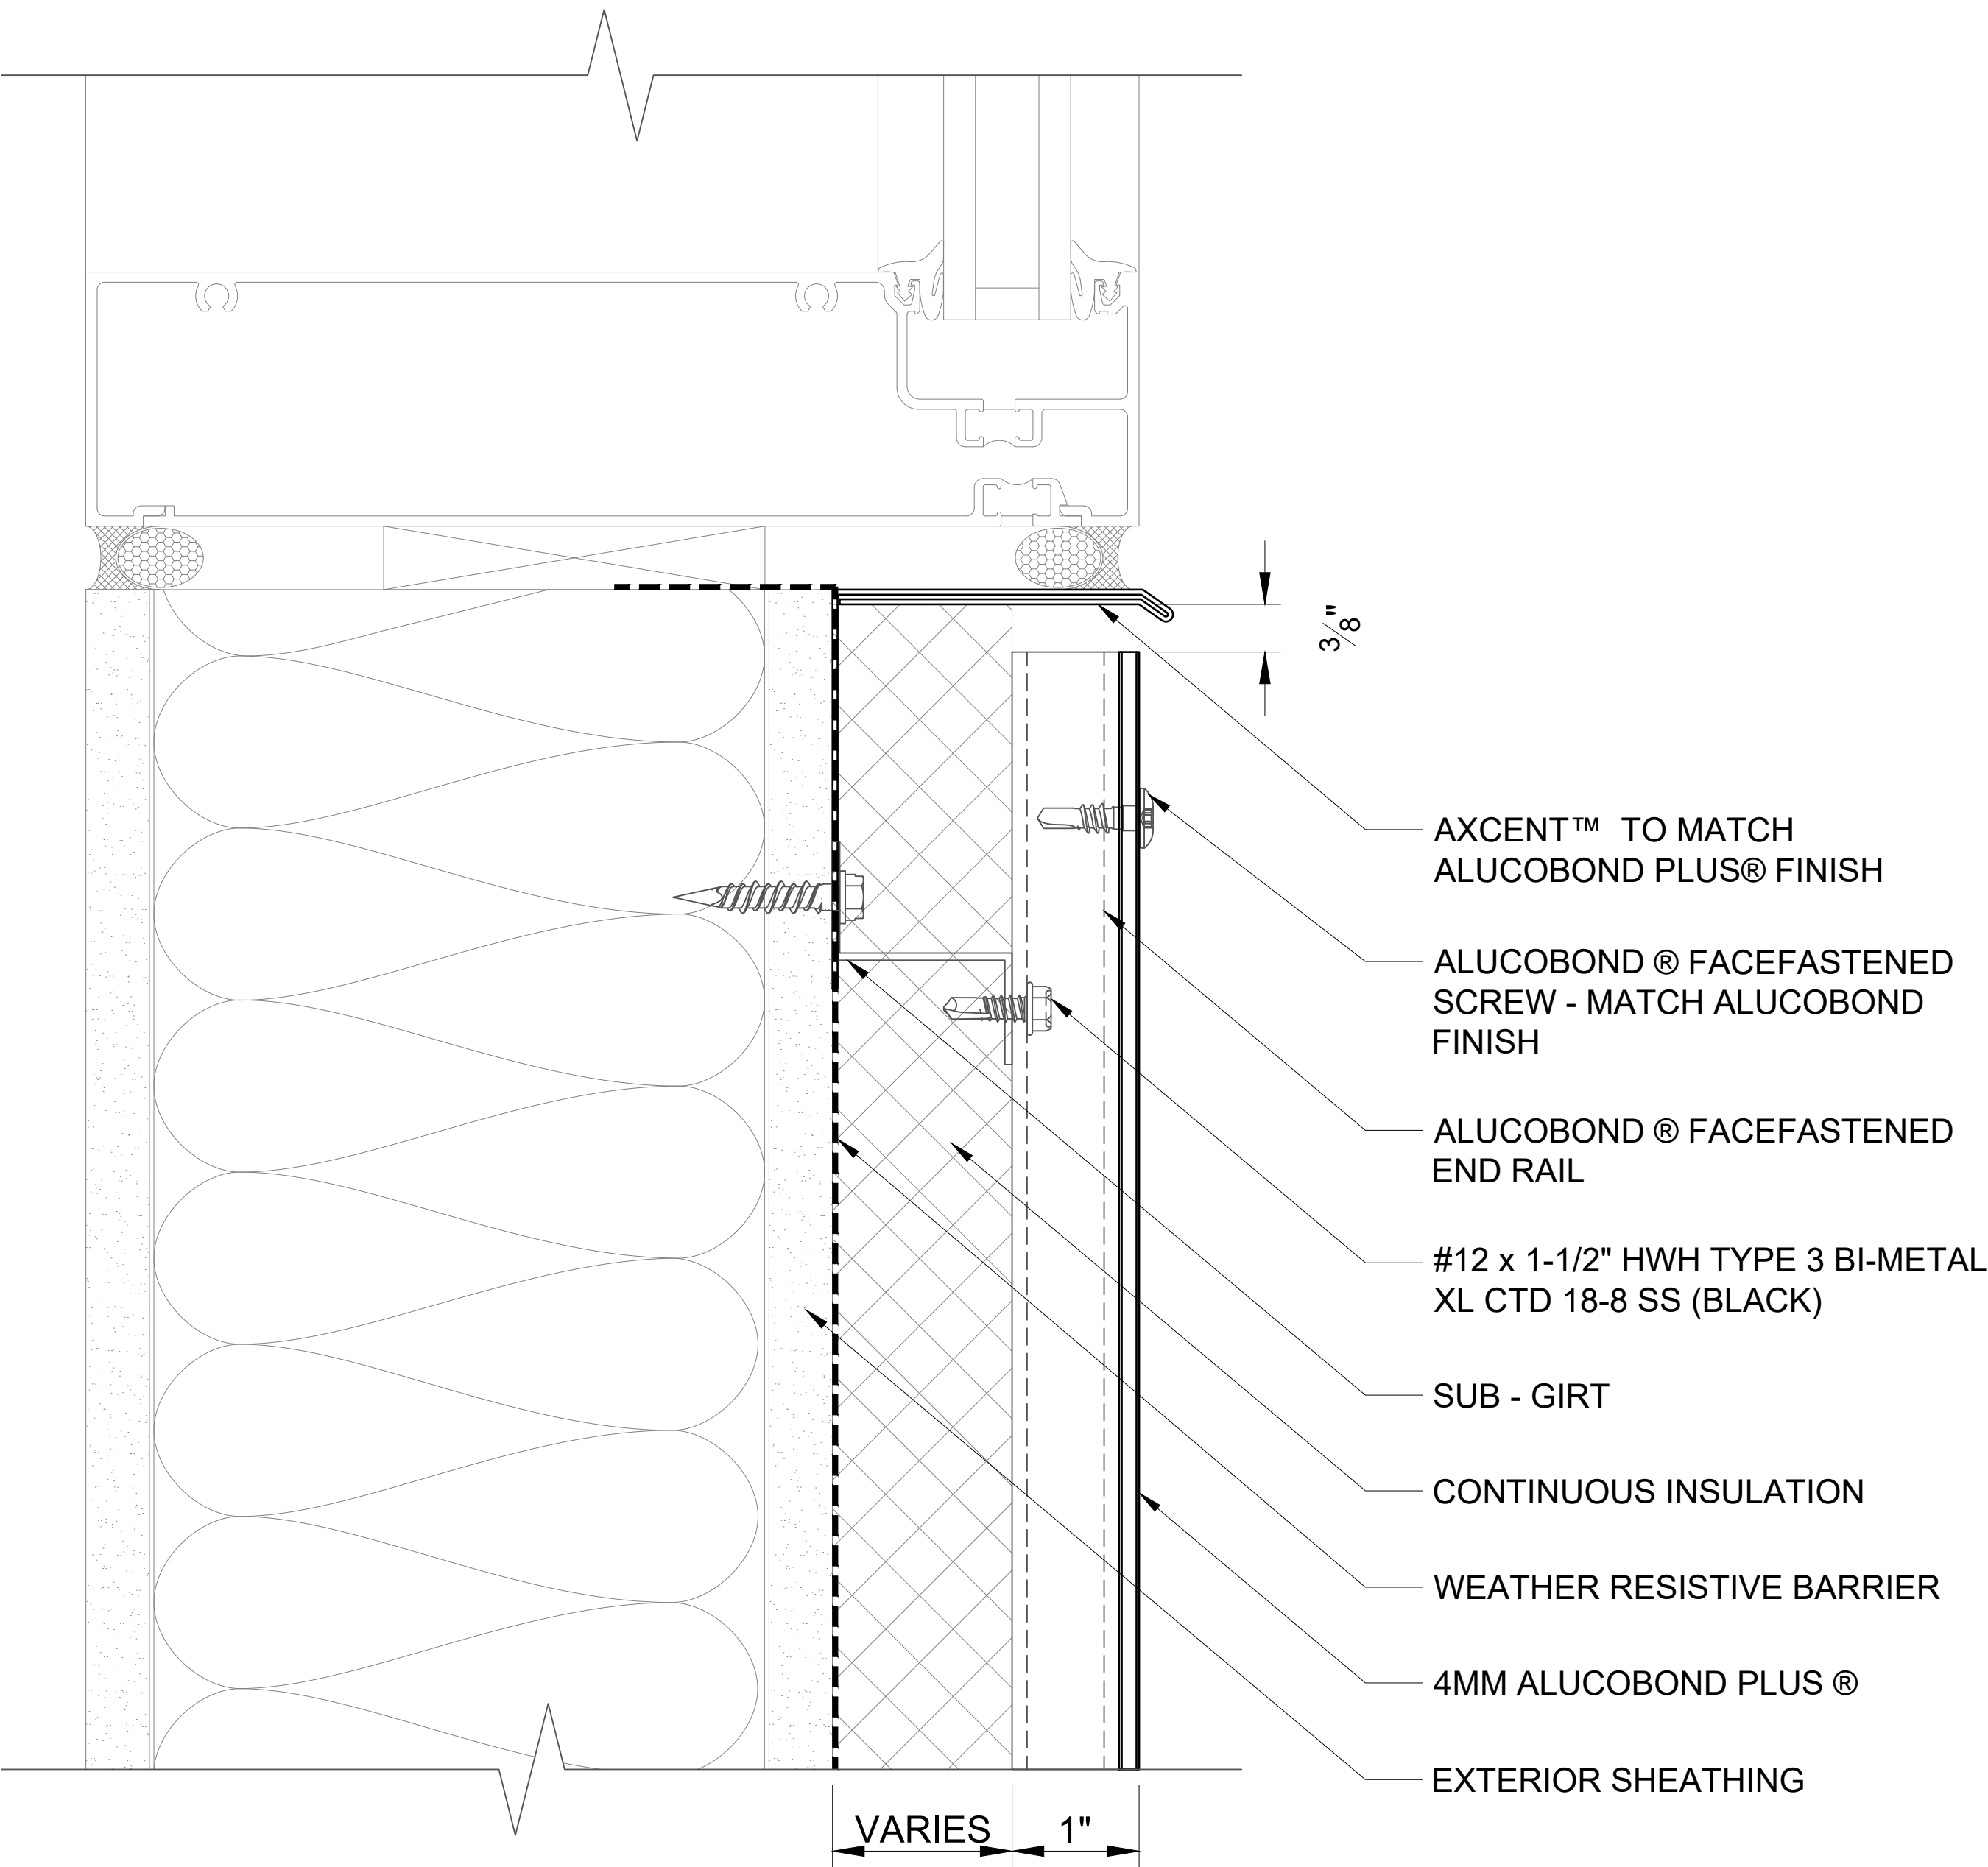 3/8"
AXCENT™ TO MATCH
ALUCOBOND PLUS® FINISH
ALUCOBOND ® FACEFASTENED
SCREW - MATCH ALUCOBOND
FINISH
ALUCOBOND ® FACEFASTENED
END RAIL
#12 x 1-1/2" HWH TYPE 3 BI-METAL
XL CTD 18-8 SS (BLACK)
SUB - GIRT
CONTINUOUS INSULATION
WEATHER RESISTIVE BARRIER
4MM ALUCOBOND PLUS ®
EXTERIOR SHEATHING
VARIES
1"